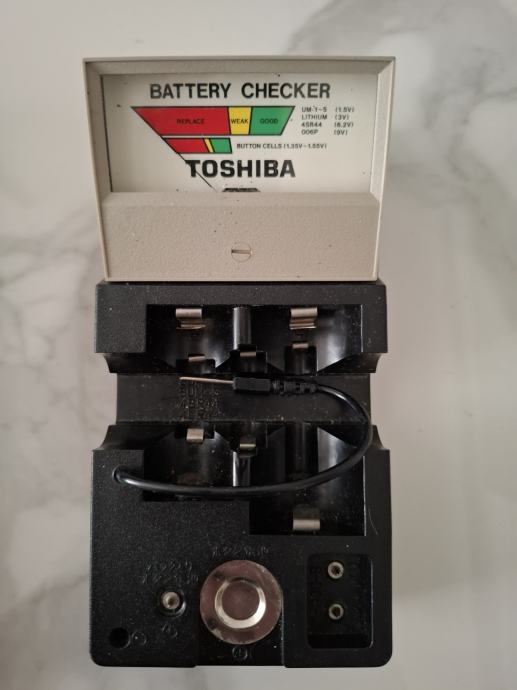 BATTERY CHECKER
REPLACE WEAK GOOD
UM-1~5 (1.5V)
LITHIUM (3V)
4SR44 (6.2V)
006P (9V)
BUTTON CELLS (1.35V~1.55V)
TOSHIBA